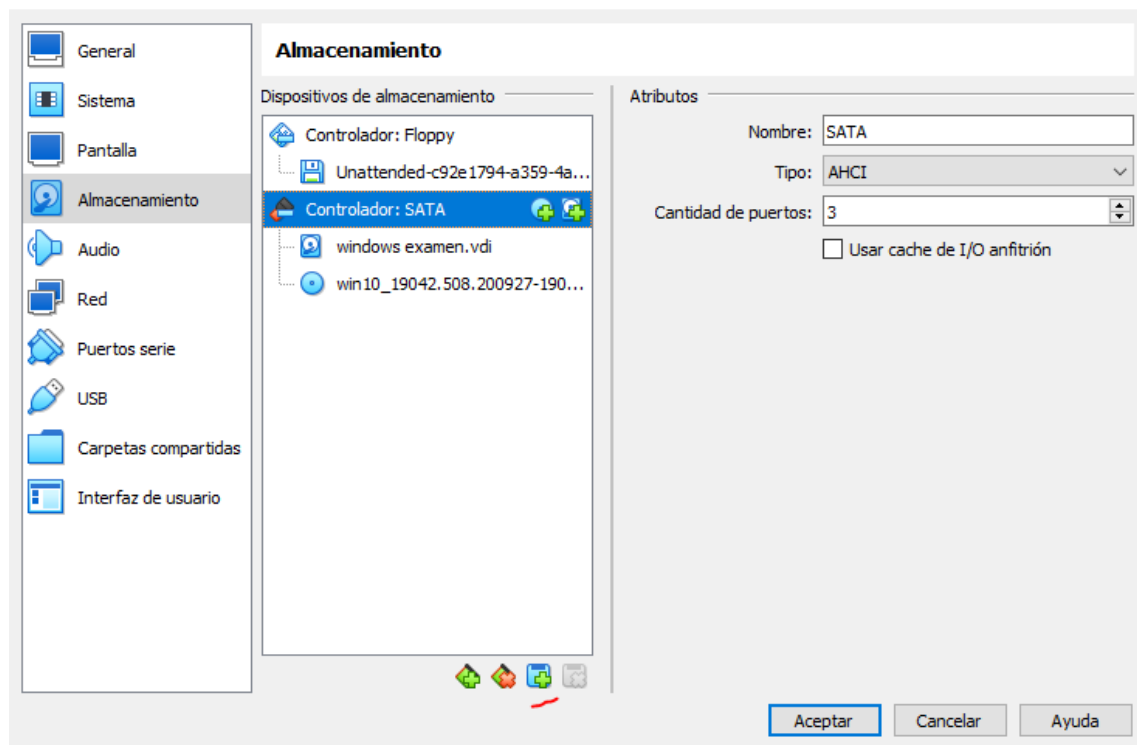 General
Sistema
Pantalla
Almacenamiento
Audio
Red
Puertos serie
USB
Carpetas compartidas
Interfaz de usuario
Almacenamiento
Dispositivos de almacenamiento
Controlador: Floppy
Unattended-c92e1794-a359-4a...
Controlador: SATA
windows examen.vdi
win10_19042.508.200927-190...
Atributos
Nombre: SATA
Tipo: AHCI
Cantidad de puertos: 3
Usar cache de I/O anfitrión
Aceptar Cancelar Ayuda